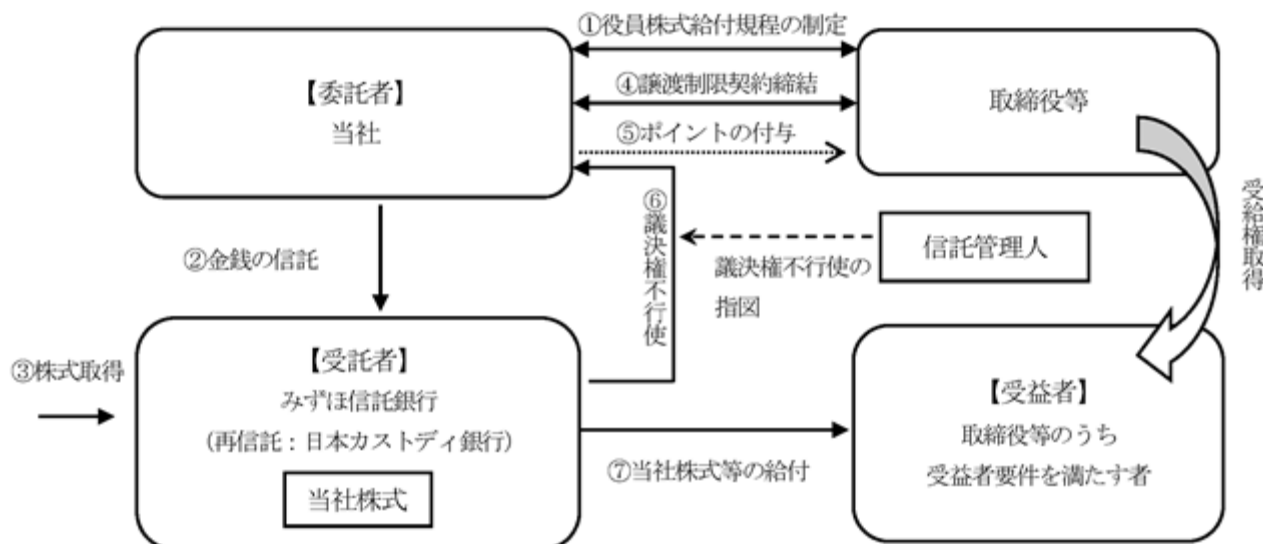 ①役員株式給付規程の制定
【委託者】
当社
④譲渡制限契約締結
取締役等
⑤ポイントの付与
②金銭の信託
⑥議決権不行使
信託管理人
議決権不行使の
指図
受給権取得
③株式取得
【受託者】
みずほ信託銀行
（再信託：日本カストディ銀行）
当社株式
⑦当社株式等の給付
【受益者】
取締役等のうち
受益者要件を満たす者